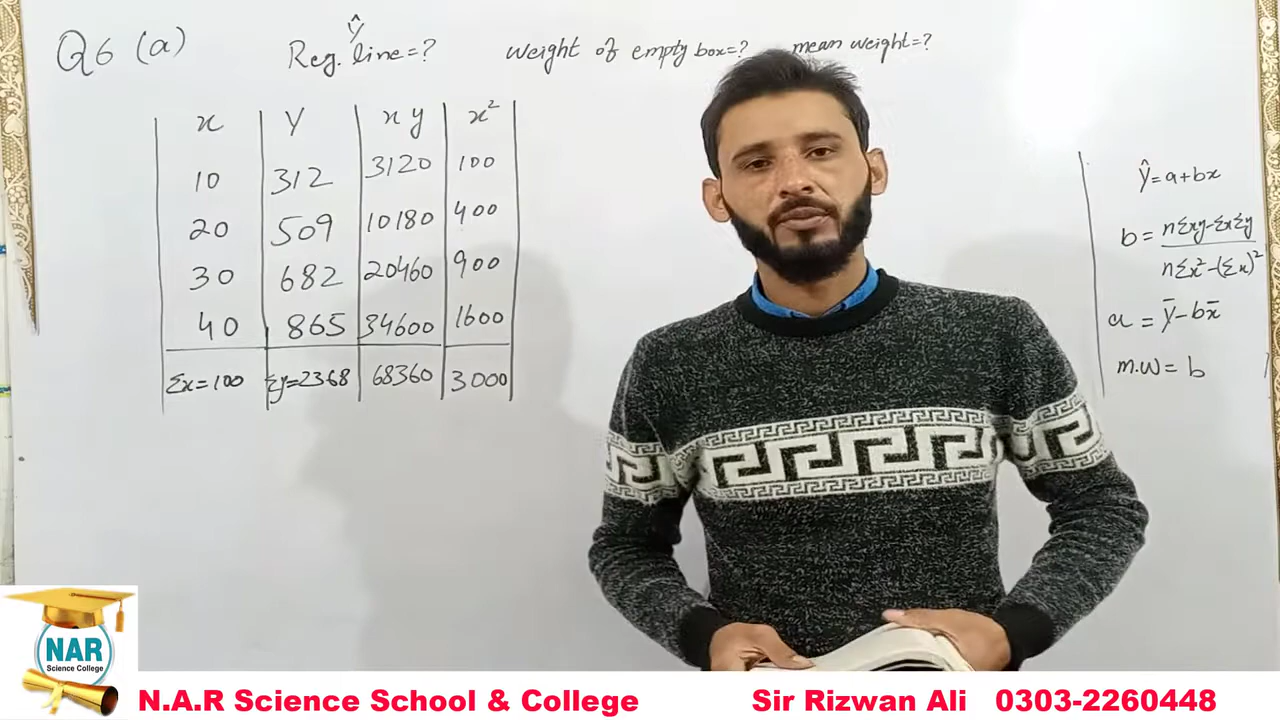 Q6 (a)
Ŷ
Reg. line=?
weight of empty box=?
mean weight=?
x Y xy x²
10 312 3120 100
20 509 10180 400
30 682 20460 900
40 865 34600 1600
Σx=100 Σy=2368 68360 3000
ŷ=a+bx
b = nΣxy-ΣxΣy
nΣx²-(Σx)²
a = ȳ-bx̄
m.w= b
NAR
Science College
N.A.R Science School & College
Sir Rizwan Ali 0303-2260448